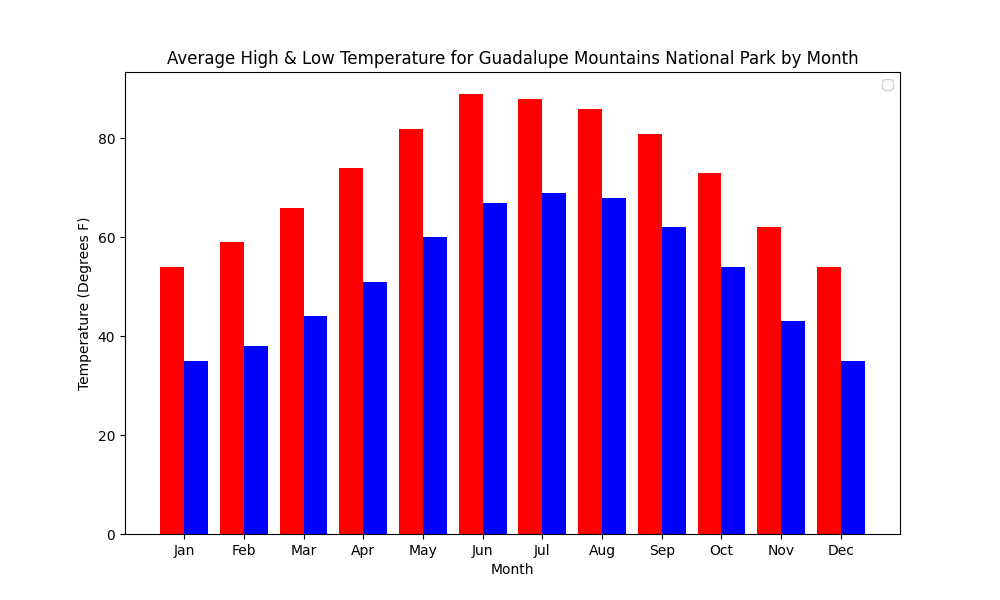 Average High & Low Temperature for Guadalupe Mountains National Park by Month
Temperature (Degrees F)
80
60
40
20
0
Jan Feb Mar Apr May Jun Jul Aug Sep Oct Nov Dec
Month